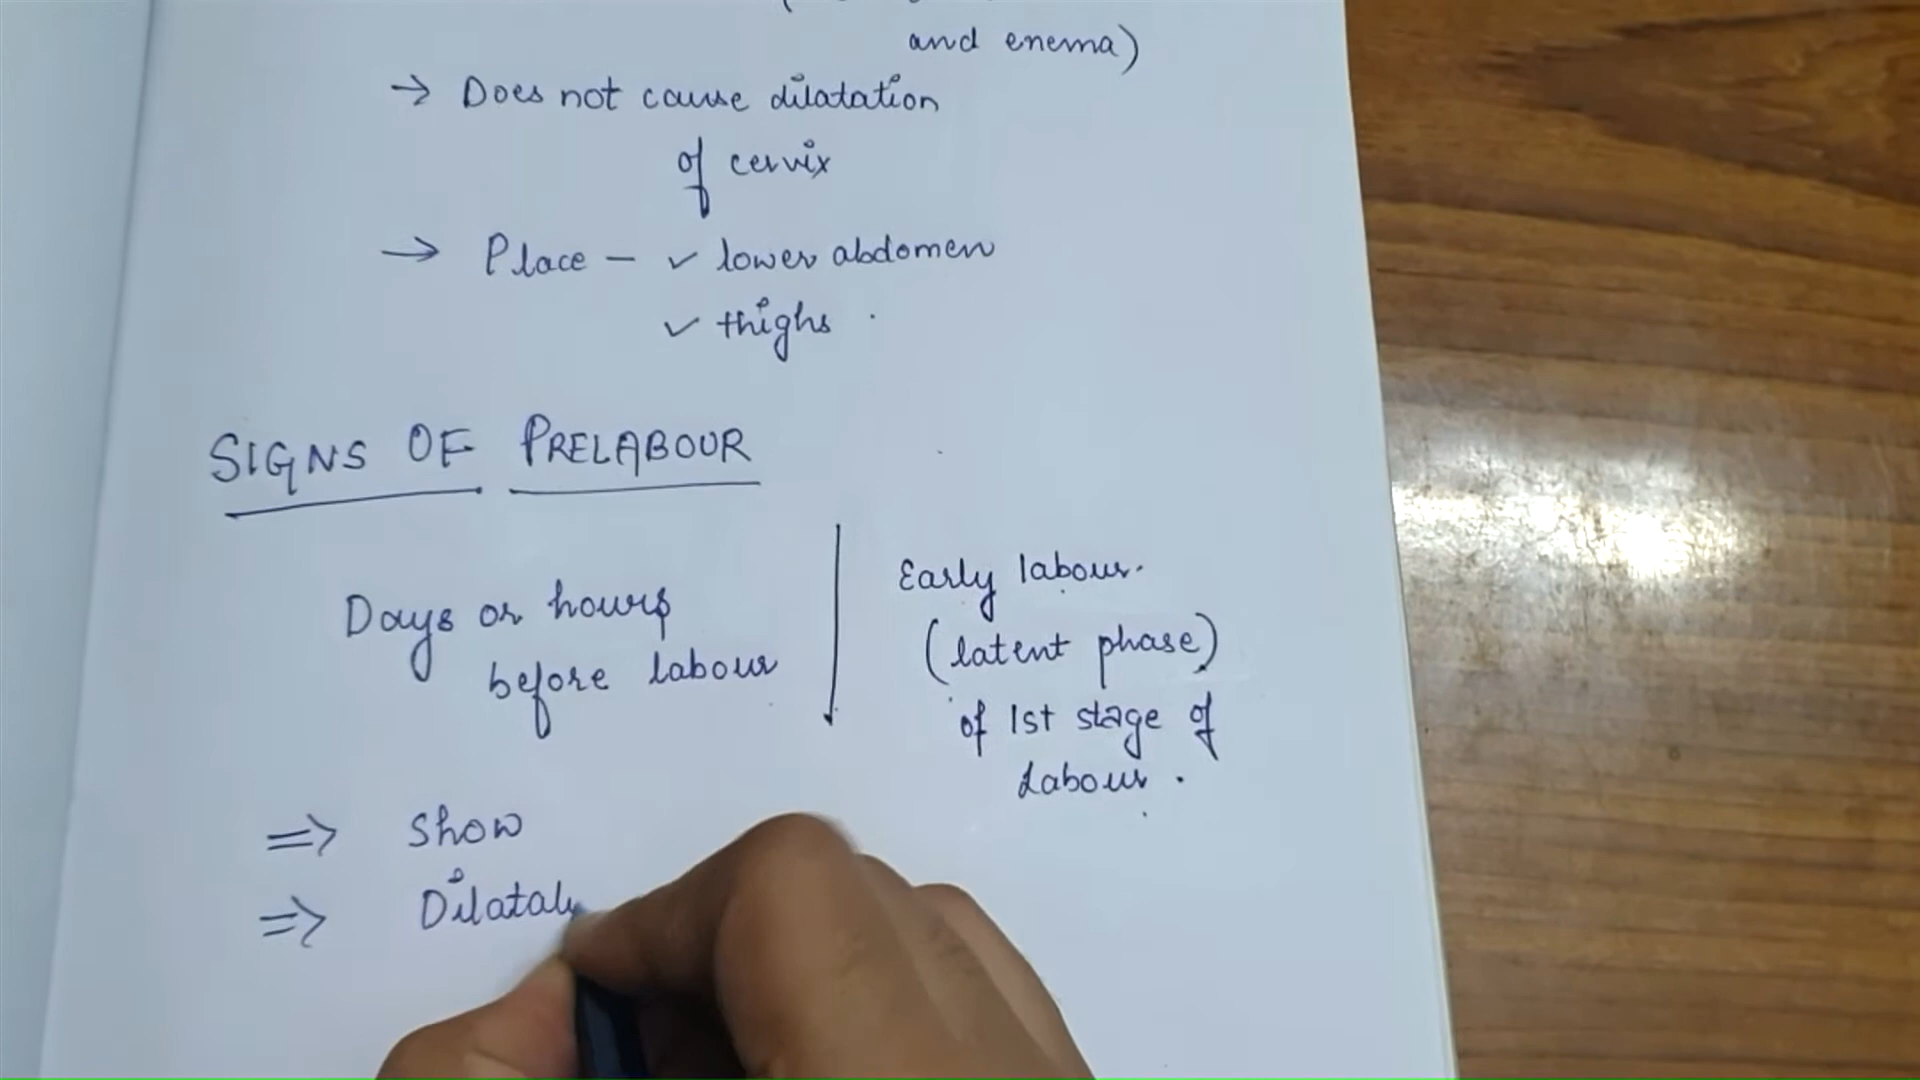 and enema)
→ Does not cause dilatation
of cervix
→ Place - ✓ lower abdomen
✓ thighs.
SIGNS OF PRELABOUR
Days or hours
before labour
Early labour.
(latent phase)
of 1st stage of
Labour.
⇒ Show
⇒